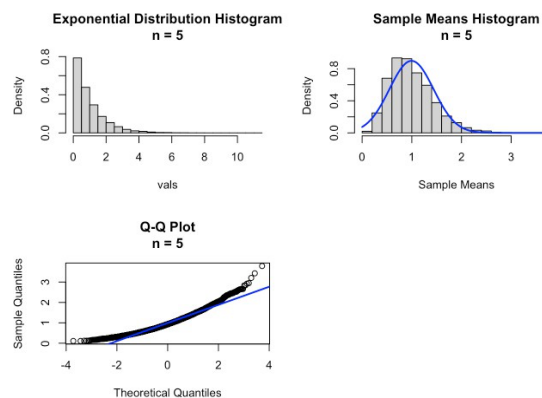 Exponential Distribution Histogram
n = 5
Density
0.0
0.4
0.8
0
2
4
6
8
10
vals
Sample Means Histogram
n = 5
Density
0.0
0.4
0.8
0
1
2
3
Sample Means
Q-Q Plot
n = 5
Sample Quantiles
0
1
2
3
-4
-2
0
2
4
Theoretical Quantiles